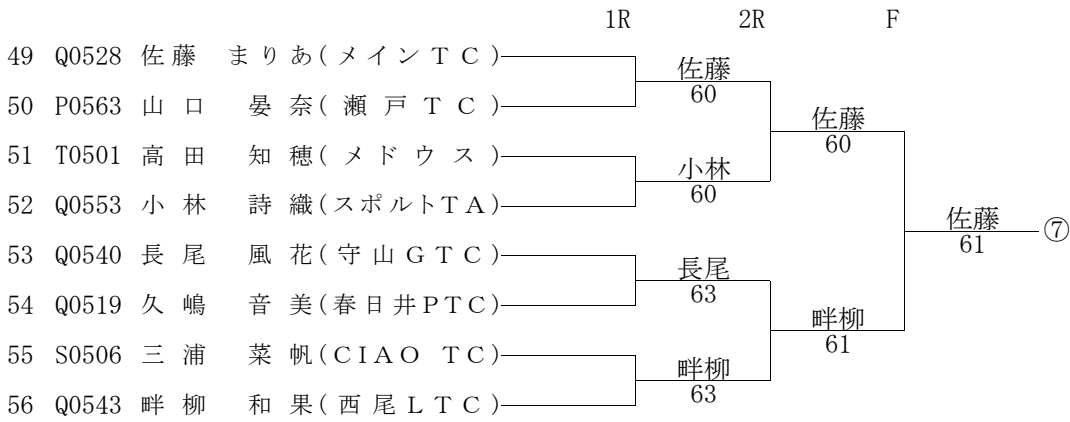 1R 2R F
49 Q0528 佐藤 まりあ(メインTC)
佐藤
60
50 P0563 山口 晏奈(瀬戸TC)
佐藤
60
51 T0501 高田 知穂(メドウス)
小林
60
52 Q0553 小林 詩織(スポルトTA)
佐藤 ⑦
61
53 Q0540 長尾 風花(守山GTC)
長尾
63
54 Q0519 久嶋 音美(春日井PTC)
畔柳
61
55 S0506 三浦 菜帆(CIAO TC)
畔柳
63
56 Q0543 畔柳 和果(西尾LTC)